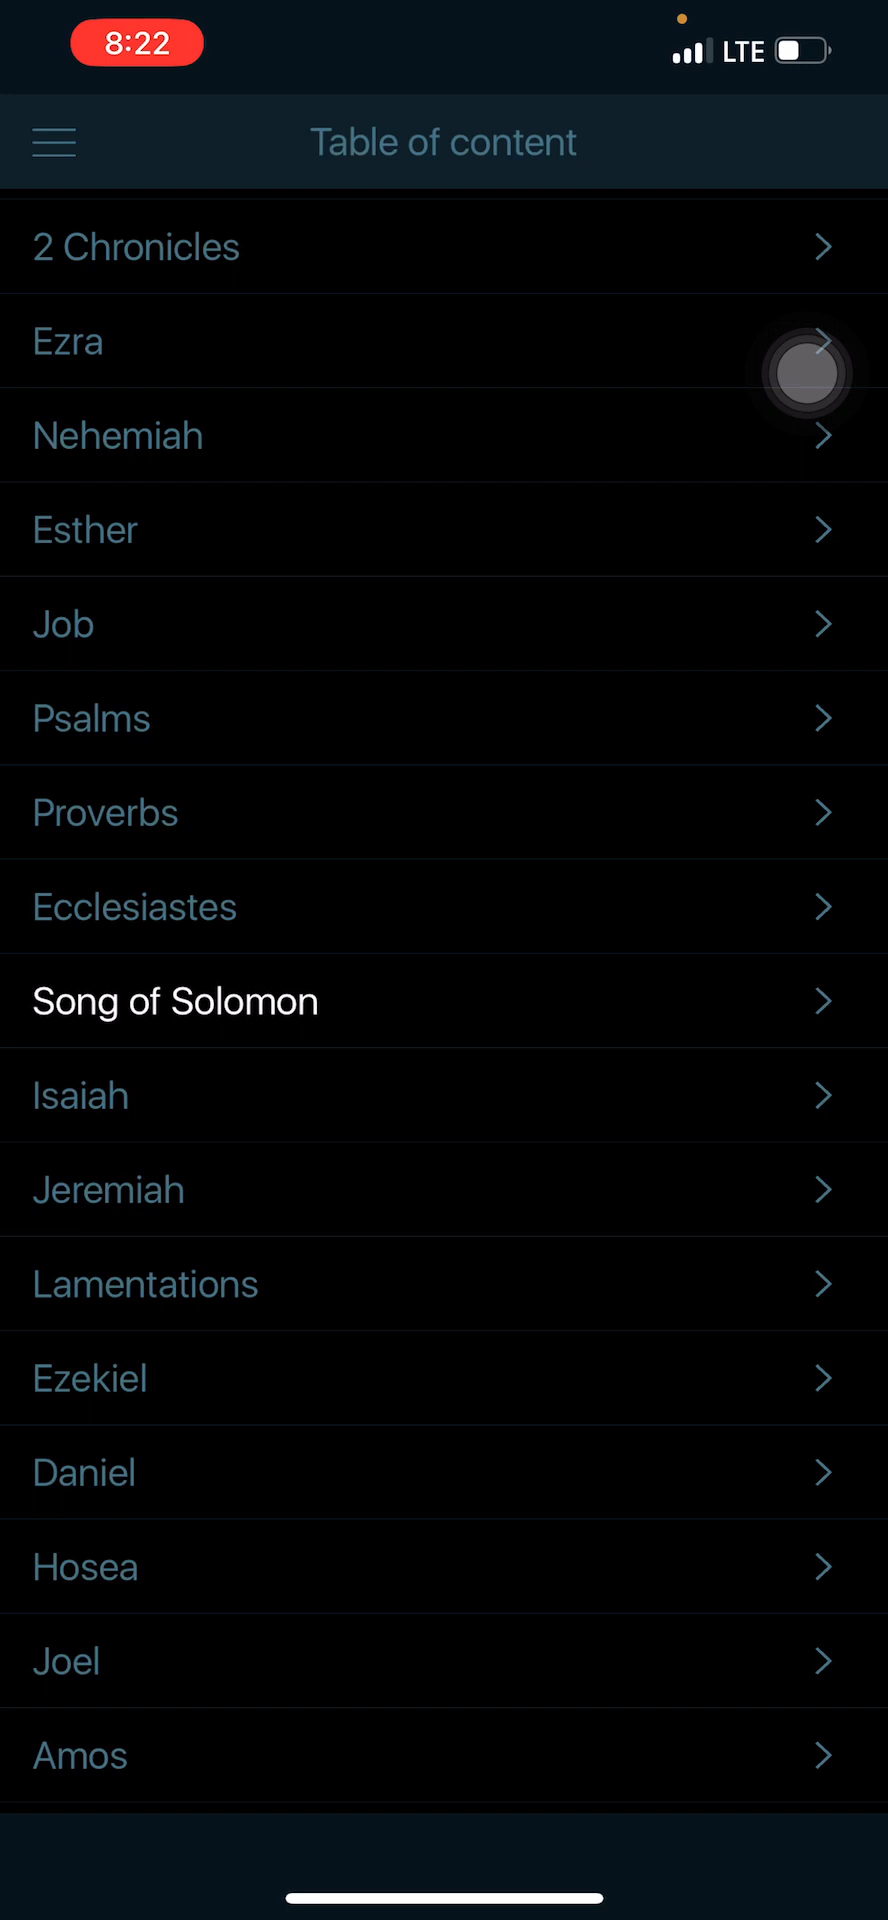 8:22
LTE
Table of content
2 Chronicles
Ezra
Nehemiah
Esther
Job
Psalms
Proverbs
Ecclesiastes
Song of Solomon
Isaiah
Jeremiah
Lamentations
Ezekiel
Daniel
Hosea
Joel
Amos